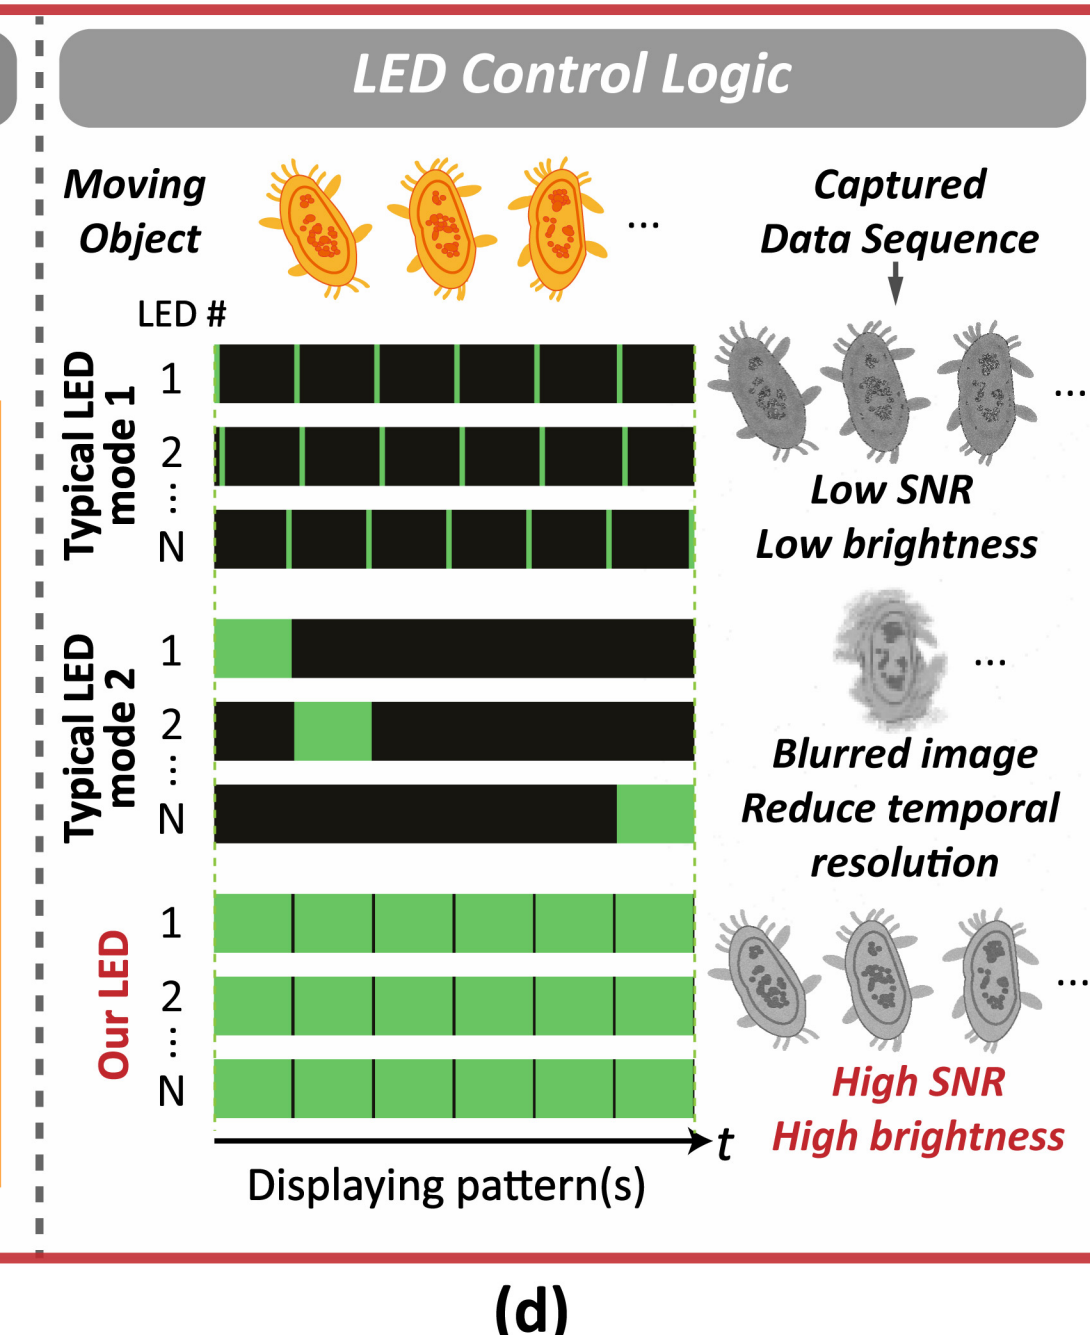 LED Control Logic
Moving
Object
...
Captured
Data Sequence
LED #
Typical LED
mode 1
1
2
...
N
...
Low SNR
Low brightness
Typical LED
mode 2
1
2
...
N
...
Blurred image
Reduce temporal
resolution
Our LED
1
2
...
N
...
High SNR
High brightness
t
Displaying pattern(s)
(d)